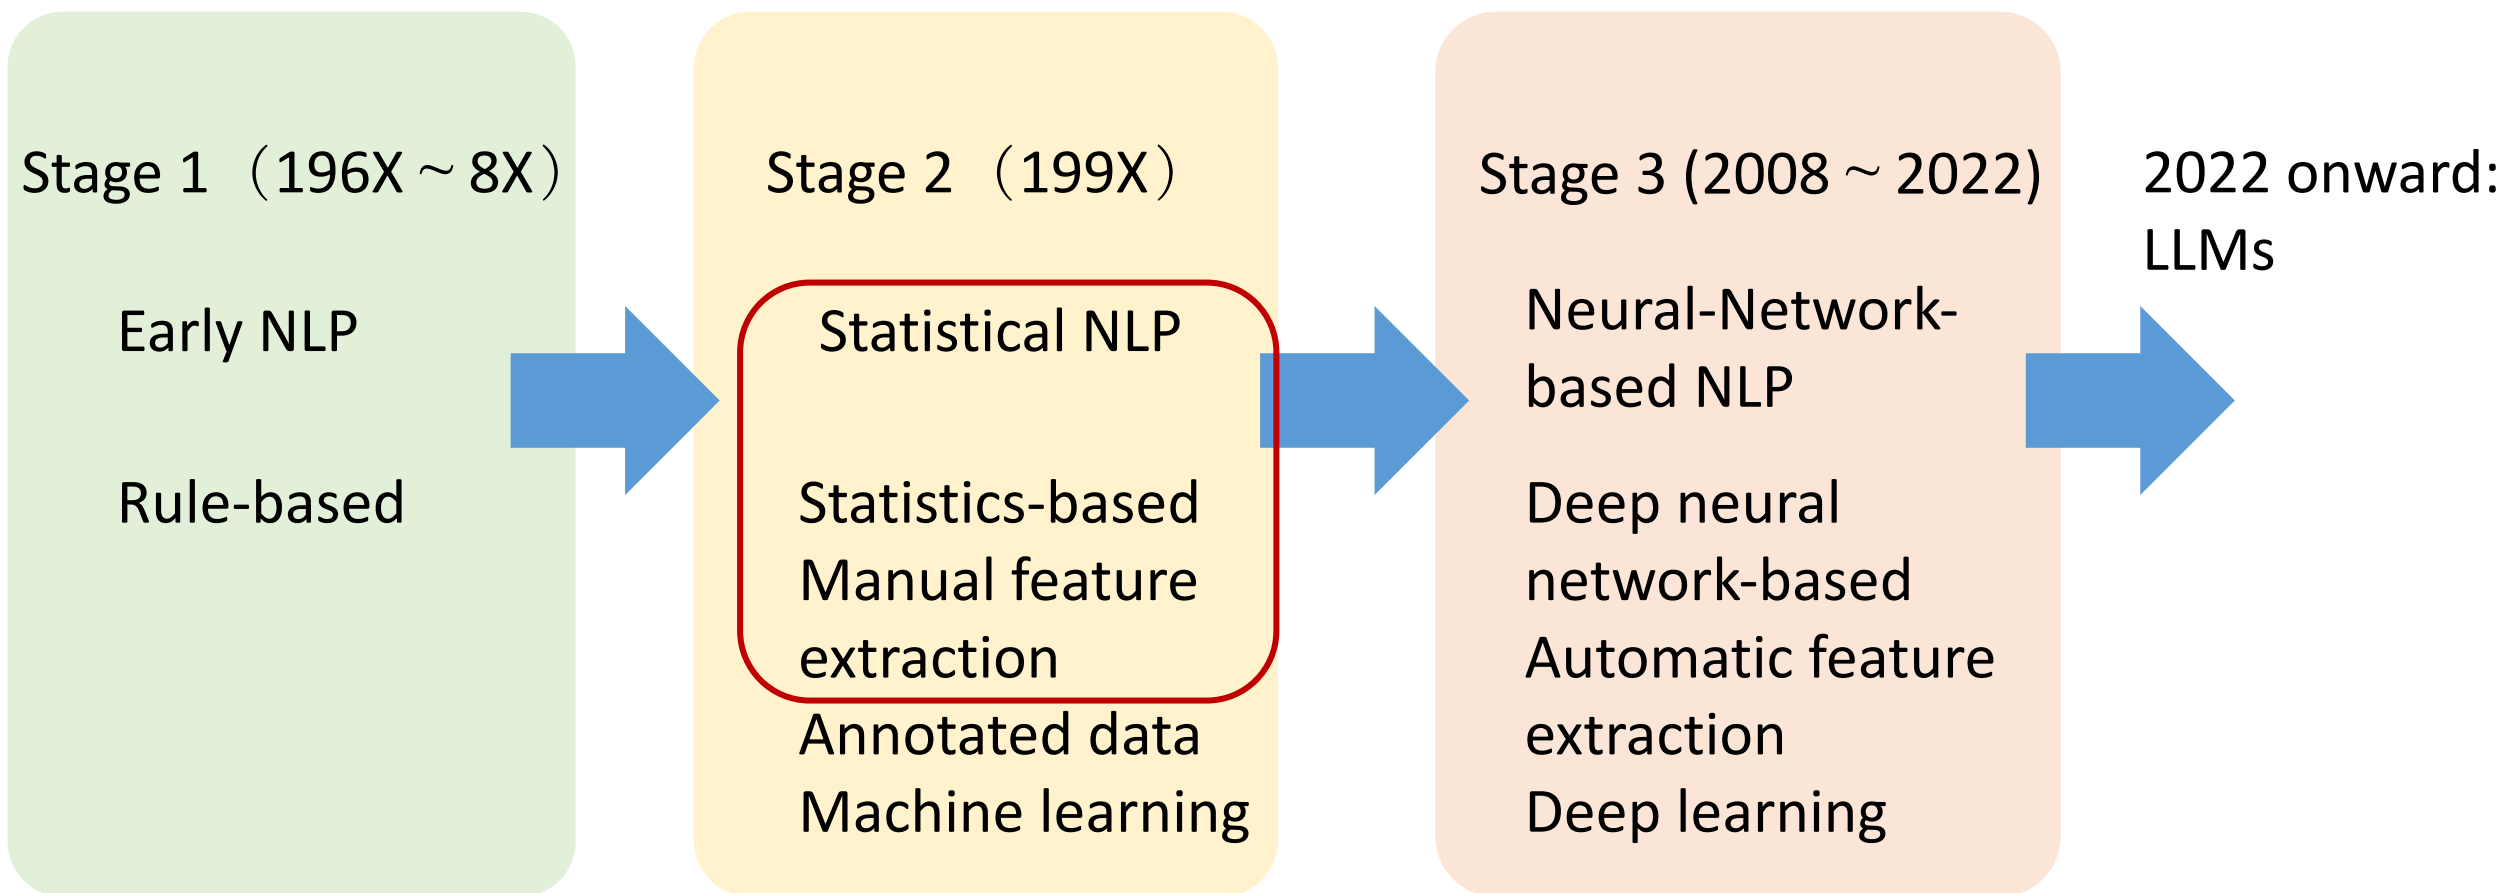 Stage 1 （196x ~ 8x）
Early NLP
Rule-based
Stage 2 （199x）
Statistical NLP
Statistics-based
Manual feature
extraction
Annotated data
Machine learning
Stage 3 (2008 ~ 2022)
Neural-Network-
based NLP
Deep neural
network-based
Automatic feature
extraction
Deep learning
2022 onward:
LLMs